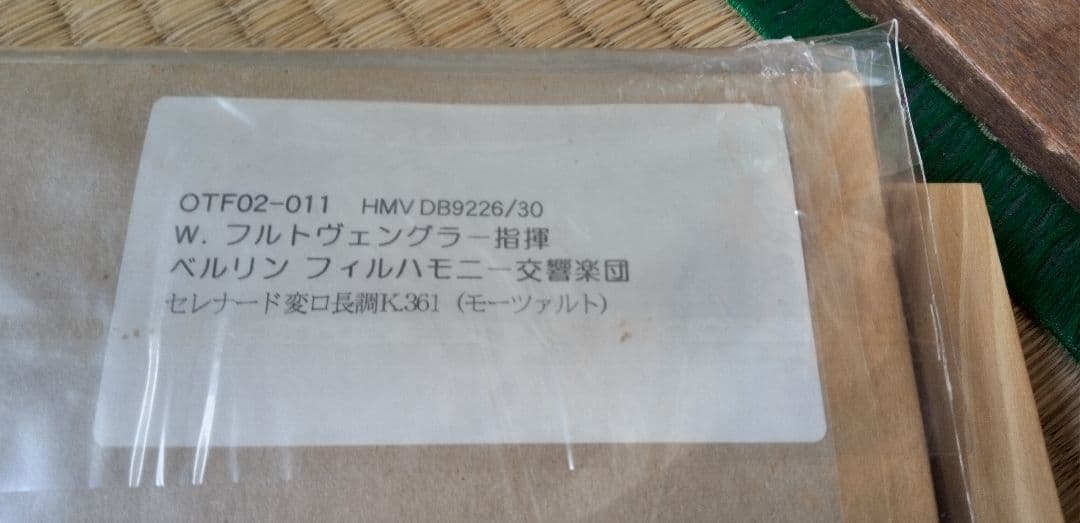 OTF02-011 HMV DB9226/30
W. フルトヴェングラー指揮
ベルリン フィルハモニー交響楽団
セレナード変ロ長調K.361 (モーツァルト)